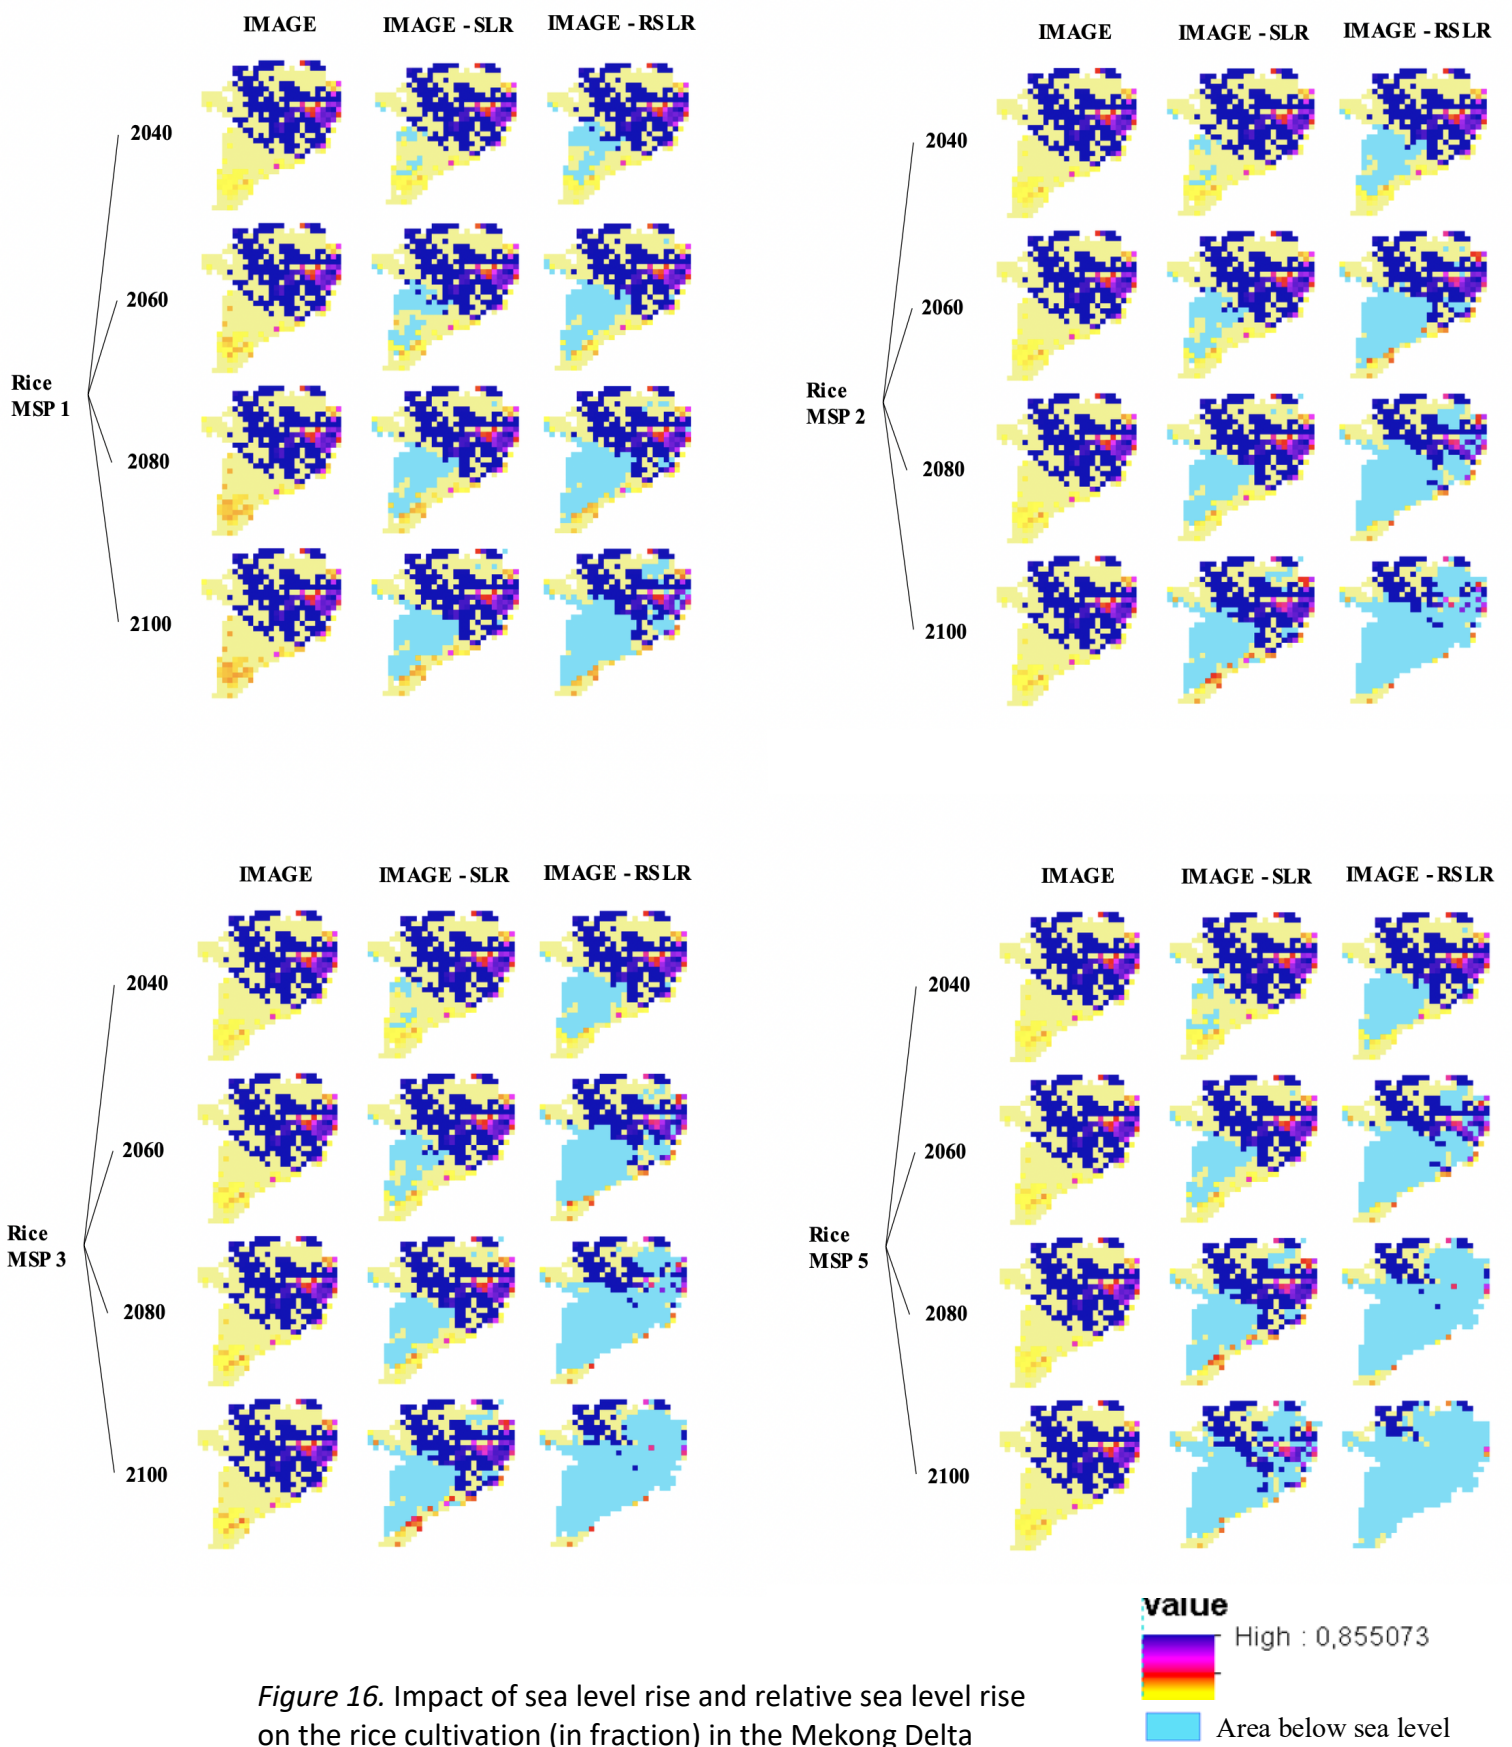 IMAGE IMAGE - SLR IMAGE - RSLR
2040
2060
Rice
MSP 1
2080
2100
IMAGE IMAGE - SLR IMAGE - RSLR
2040
2060
Rice
MSP 2
2080
2100
IMAGE IMAGE - SLR IMAGE - RSLR
2040
2060
Rice
MSP 3
2080
2100
IMAGE IMAGE - SLR IMAGE - RSLR
2040
2060
Rice
MSP 5
2080
2100
value
High : 0,855073
Area below sea level
Figure 16. Impact of sea level rise and relative sea level rise
on the rice cultivation (in fraction) in the Mekong Delta